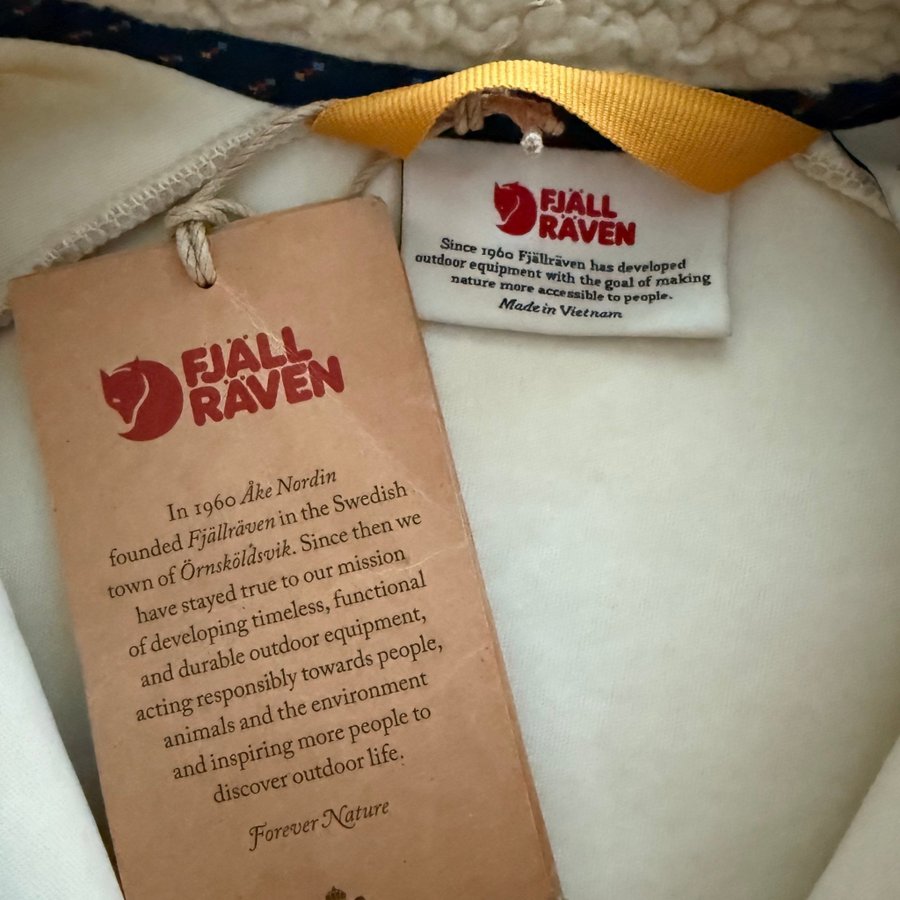 FJÄLL
RÄVEN
Since 1960 Fjällräven has developed
outdoor equipment with the goal of making
nature more accessible to people.
Made in Vietnam
FJÄLL
RÄVEN
In 1960 Åke Nordin
founded Fjällräven in the Swedish
town of Örnsköldsvik. Since then we
have stayed true to our mission
of developing timeless, functional
and durable outdoor equipment,
acting responsibly towards people,
animals and the environment
and inspiring more people to
discover outdoor life.
Forever Nature